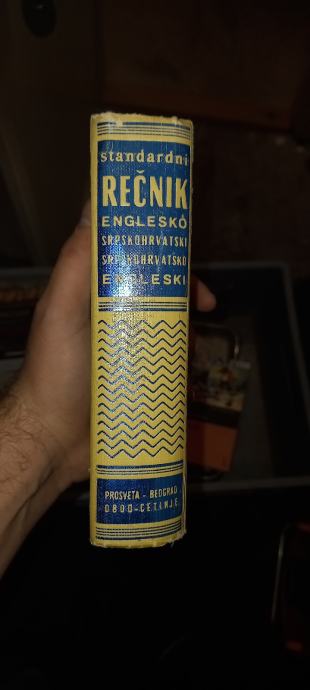 standardni
REČNIK
ENGLESKO
SRPSKOHRVATSKI
SRPSKOHRVATSKO
ENGLESKI
PROSVETA - BEOGRAD
OBOD-CETINJE